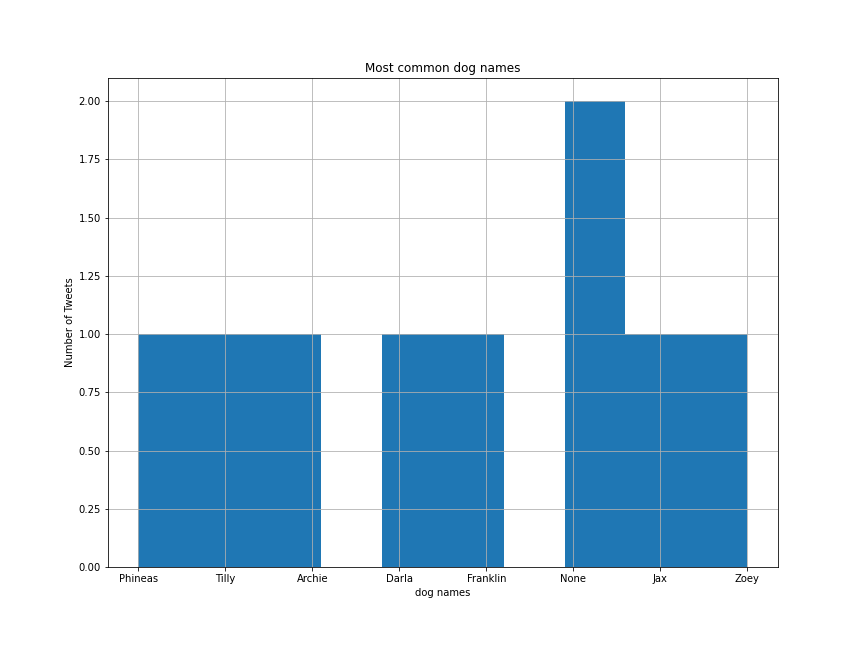 Most common dog names
Number of Tweets
2.00
1.75
1.50
1.25
1.00
0.75
0.50
0.25
0.00
Phineas Tilly Archie Darla Franklin None Jax Zoey
dog names